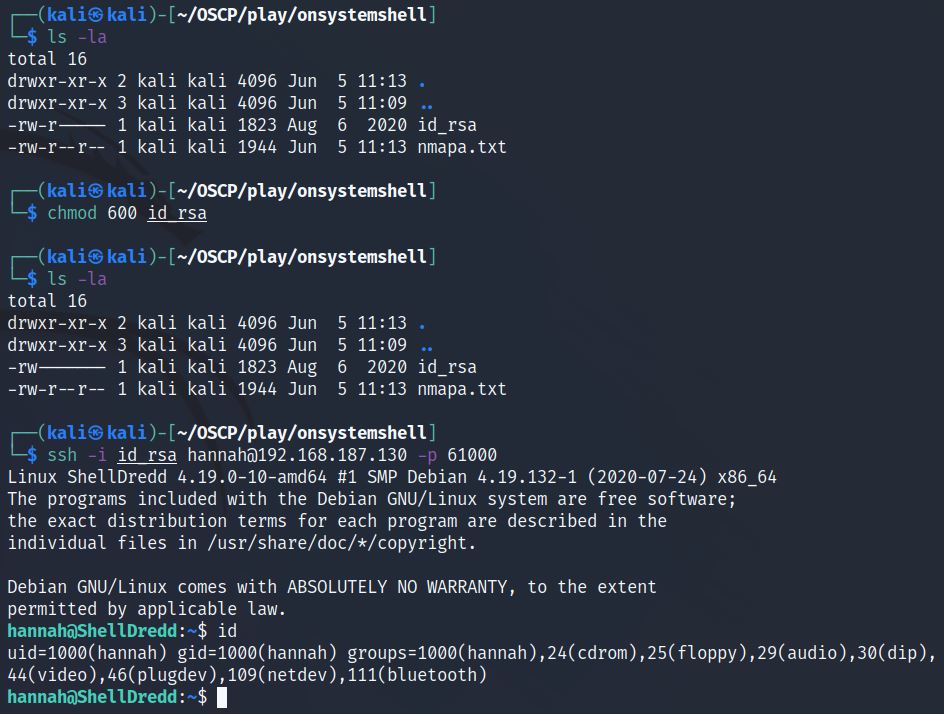 ┌──(kali㉿kali)-[~/OSCP/play/onsystemshell]
└─$ ls -la
total 16
drwxr-xr-x 2 kali kali 4096 Jun  5 11:13 .
drwxr-xr-x 3 kali kali 4096 Jun  5 11:09 ..
-rw-r----- 1 kali kali 1823 Aug  6  2020 id_rsa
-rw-r--r-- 1 kali kali 1944 Jun  5 11:13 nmapa.txt
┌──(kali㉿kali)-[~/OSCP/play/onsystemshell]
└─$ chmod 600 id_rsa
┌──(kali㉿kali)-[~/OSCP/play/onsystemshell]
└─$ ls -la
total 16
drwxr-xr-x 2 kali kali 4096 Jun  5 11:13 .
drwxr-xr-x 3 kali kali 4096 Jun  5 11:09 ..
-rw------- 1 kali kali 1823 Aug  6  2020 id_rsa
-rw-r--r-- 1 kali kali 1944 Jun  5 11:13 nmapa.txt
┌──(kali㉿kali)-[~/OSCP/play/onsystemshell]
└─$ ssh -i id_rsa hannah@192.168.187.130 -p 61000
Linux ShellDredd 4.19.0-10-amd64 #1 SMP Debian 4.19.132-1 (2020-07-24) x86_64
The programs included with the Debian GNU/Linux system are free software;
the exact distribution terms for each program are described in the
individual files in /usr/share/doc/*/copyright.
Debian GNU/Linux comes with ABSOLUTELY NO WARRANTY, to the extent
permitted by applicable law.
hannah@ShellDredd:~$ id
uid=1000(hannah) gid=1000(hannah) groups=1000(hannah),24(cdrom),25(floppy),29(audio),30(dip),
44(video),46(plugdev),109(netdev),111(bluetooth)
hannah@ShellDredd:~$